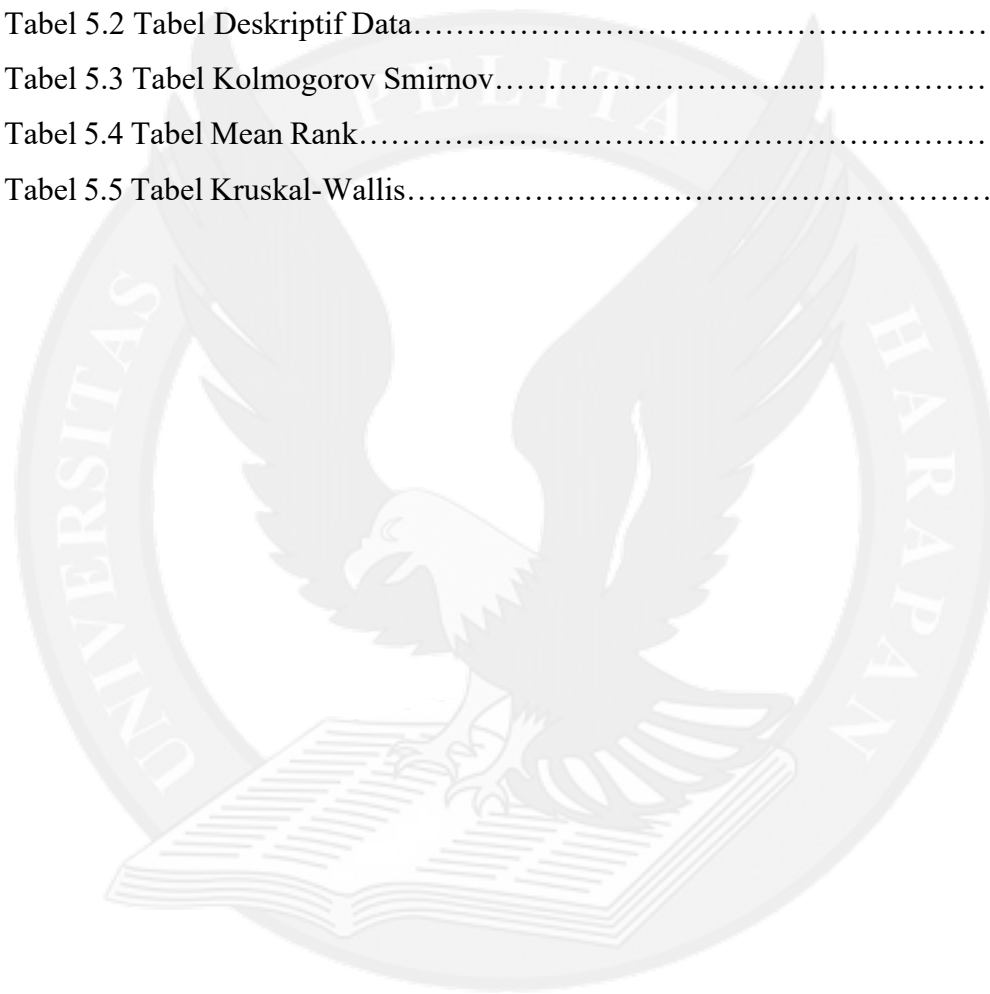 Tabel 5.2 Tabel Deskriptif Data……………………………………………………
Tabel 5.3 Tabel Kolmogorov Smirnov………………………...………………
Tabel 5.4 Tabel Mean Rank…………………………………………………………
Tabel 5.5 Tabel Kruskal-Wallis……………………………………………………
UNIVERSITAS PELITA HARAPAN